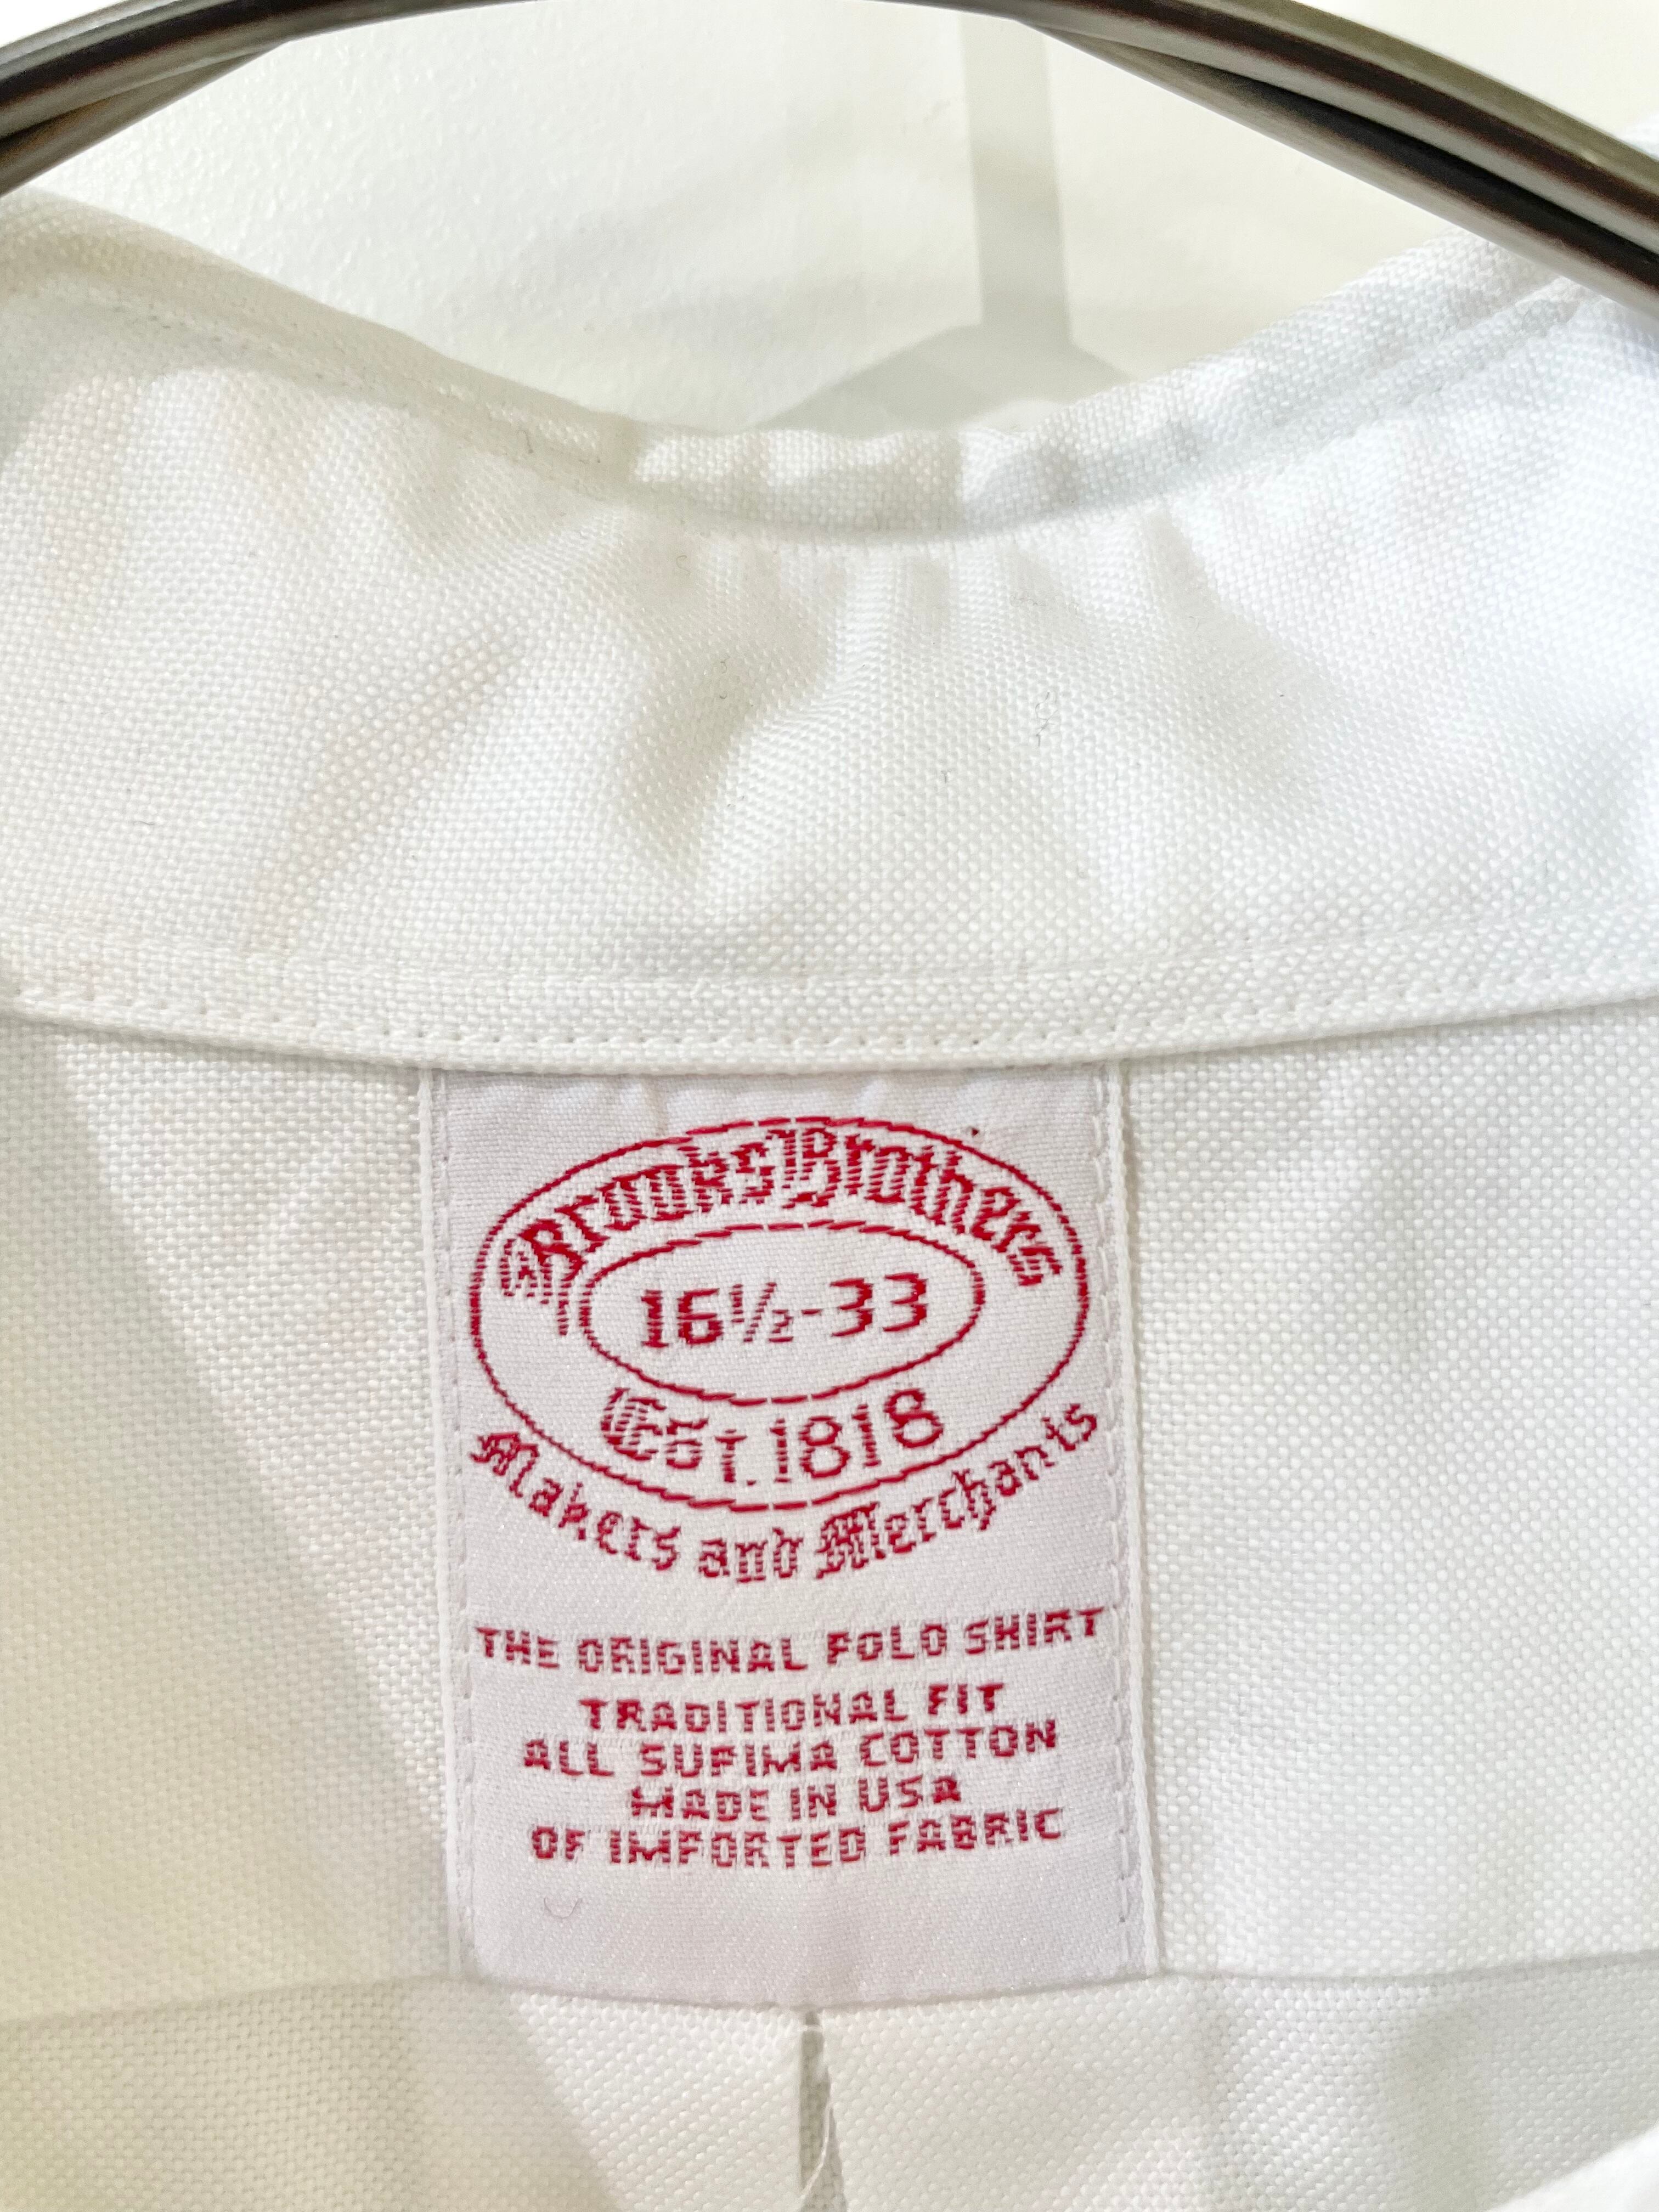 Brooks Brothers
16½-33
Est. 1818
Makers and Merchants
THE ORIGINAL POLO SHIRT
TRADITIONAL FIT
ALL SUPIMA COTTON
MADE IN USA
OF IMPORTED FABRIC